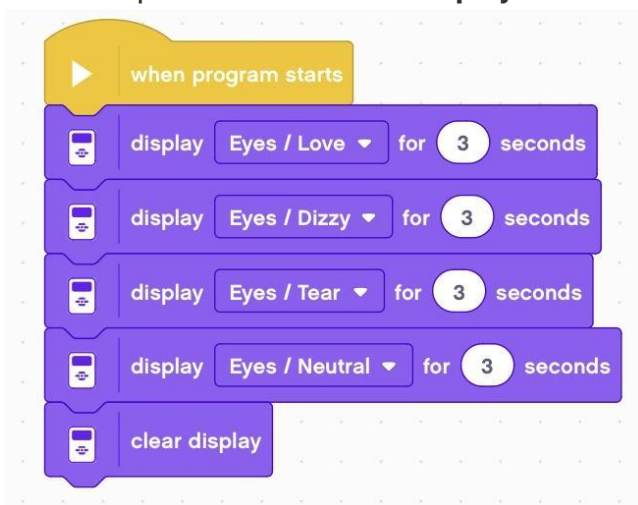 when program starts
display Eyes / Love for 3 seconds
display Eyes / Dizzy for 3 seconds
display Eyes / Tear for 3 seconds
display Eyes / Neutral for 3 seconds
clear display